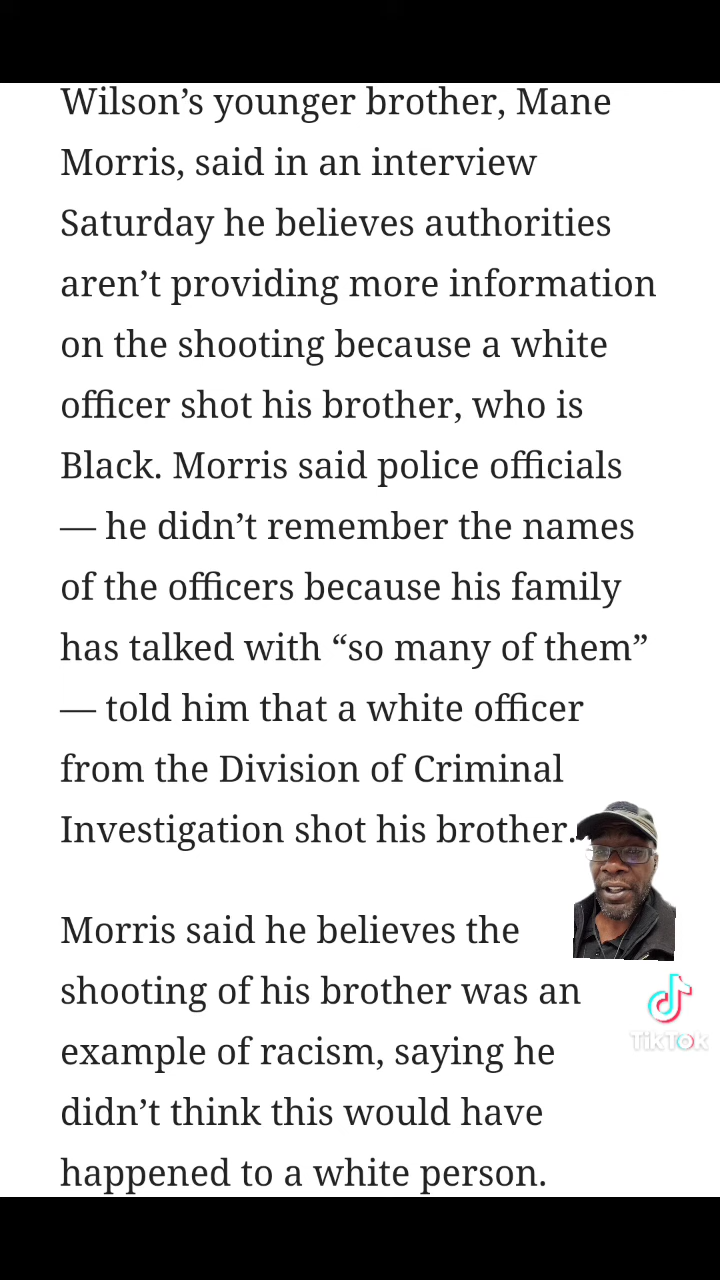 Wilson’s younger brother, Mane
Morris, said in an interview
Saturday he believes authorities
aren’t providing more information
on the shooting because a white
officer shot his brother, who is
Black. Morris said police officials
— he didn’t remember the names
of the officers because his family
has talked with “so many of them”
— told him that a white officer
from the Division of Criminal
Investigation shot his brother.
Morris said he believes the
shooting of his brother was an
example of racism, saying he
didn’t think this would have
happened to a white person.
TikTok